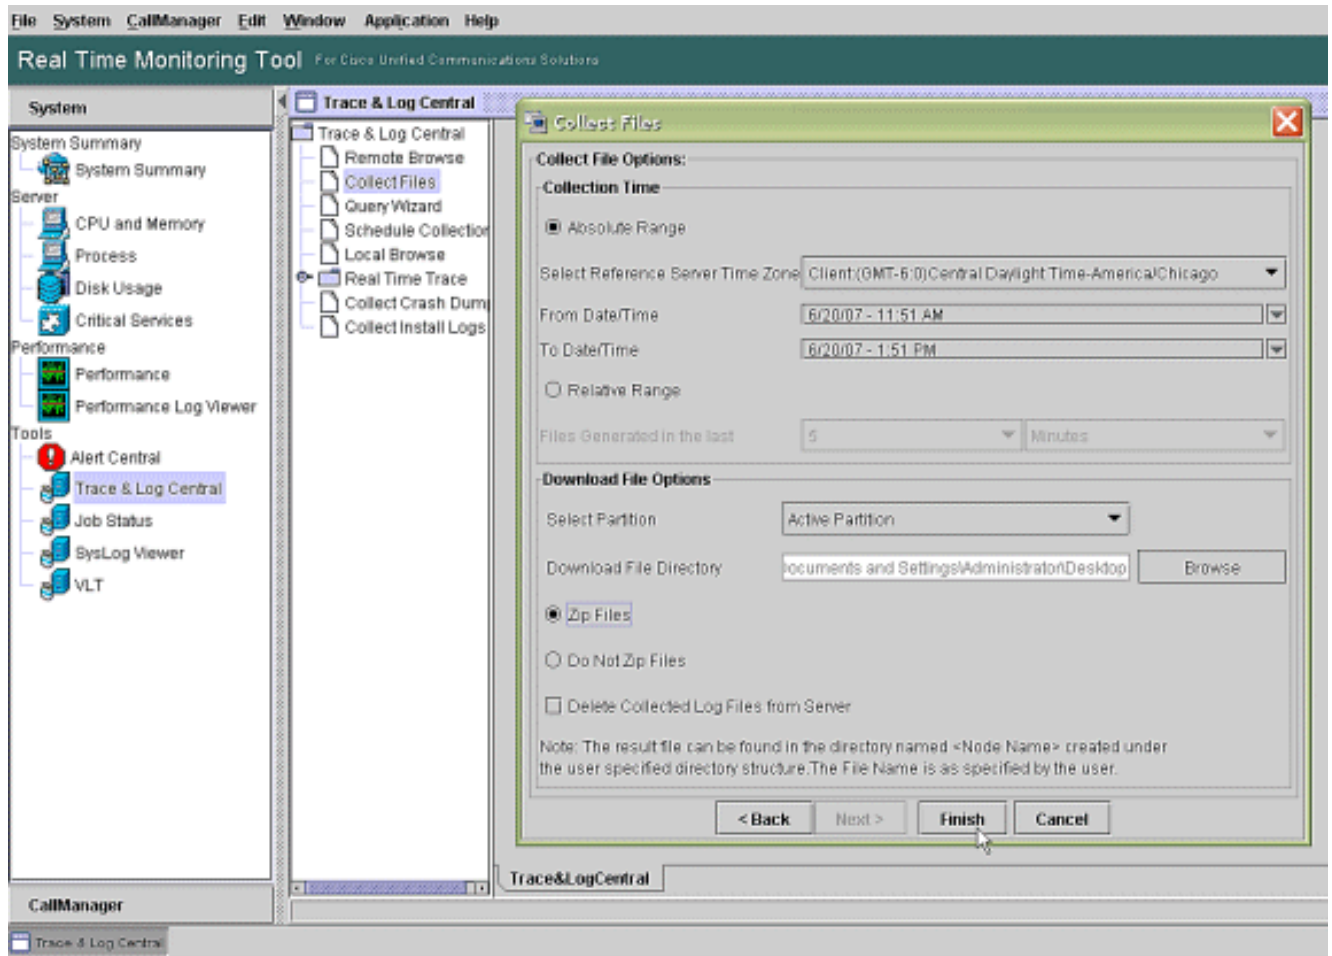 File System CallManager Edit Window Application Help
Real Time Monitoring Tool For Cisco Unified Communications Solutions
System
System Summary
System Summary
Server
CPU and Memory
Process
Disk Usage
Critical Services
Performance
Performance
Performance Log Viewer
Tools
Alert Central
Trace & Log Central
Job Status
SysLog Viewer
VLT
CallManager
Trace & Log Central
Trace & Log Central
Trace & Log Central
Remote Browse
Collect Files
Query Wizard
Schedule Collection
Local Browse
Real Time Trace
Collect Crash Dump
Collect Install Logs
Collect Files
Collect File Options:
Collection Time
Absolute Range
Select Reference Server Time Zone Client:(GMT-6:0)Central Daylight Time-America/Chicago
From Date/Time 6/20/07 - 11:51 AM
To Date/Time 6/20/07 - 1:51 PM
Relative Range
Files Generated in the last 5 Minutes
Download File Options
Select Partition Active Partition
Download File Directory ocuments and Settings\Administrator\Desktop Browse
Zip Files
Do Not Zip Files
Delete Collected Log Files from Server
Note: The result file can be found in the directory named <Node Name> created under
the user specified directory structure.The File Name is as specified by the user.
< Back Next > Finish Cancel
Trace&LogCentral